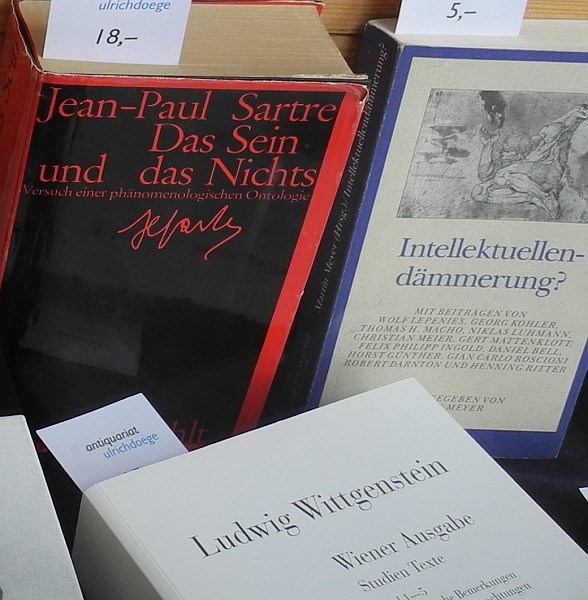 ulrichdoege
18,–
5,–
Jean-Paul Sartre
Das Sein
und das Nichts
Versuch einer phänomenologischen Ontologie
Martin Meyer (Hrsg.) / Intellektuellendämmerung?
Intellektuellen-
dämmerung?
MIT BEITRÄGEN VON
WOLF LEPENIES, GEORG KOHLER,
THOMAS H. MACHO, NIKLAS LUHMANN,
CHRISTIAN MEIER, GERT MATTENKLOTT,
FELIX PHILIPP INGOLD, DANIEL BELL,
HORST GÜNTHER, GIAN CARLO ROSCIONI
ROBERT DARNTON UND HENNING RITTER
VON
MEYER
antiquariat
ulrichdoege
Ludwig Wittgenstein
Wiener Ausgabe
Studien Texte
Bemerkungen